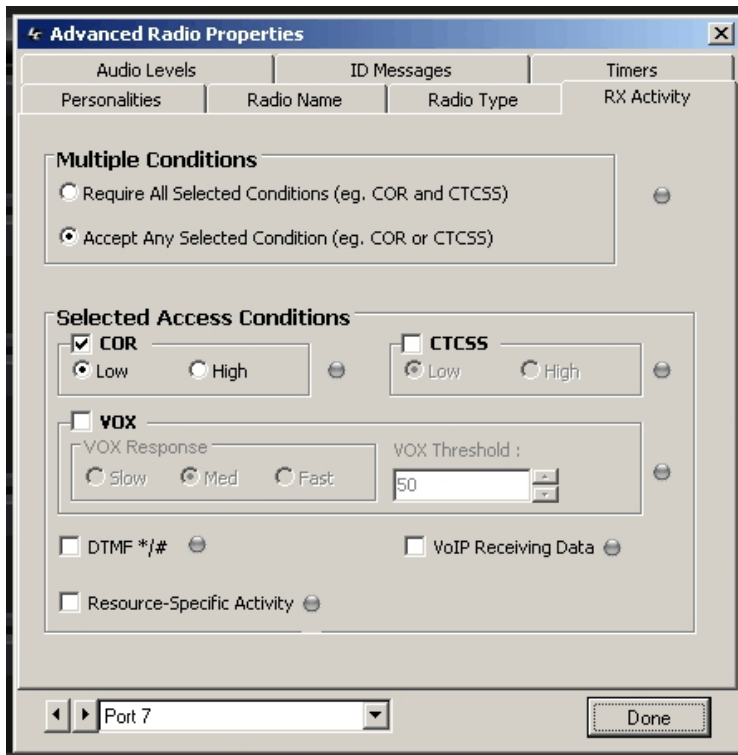 Advanced Radio Properties
Audio Levels ID Messages Timers
Personalities Radio Name Radio Type RX Activity
Multiple Conditions
Require All Selected Conditions (eg. COR and CTCSS)
Accept Any Selected Condition (eg. COR or CTCSS)
Selected Access Conditions
COR CTCSS
Low High Low High
VOX
VOX Response VOX Threshold :
Slow Med Fast 50
DTMF */# VoIP Receiving Data
Resource-Specific Activity
Port 7 Done